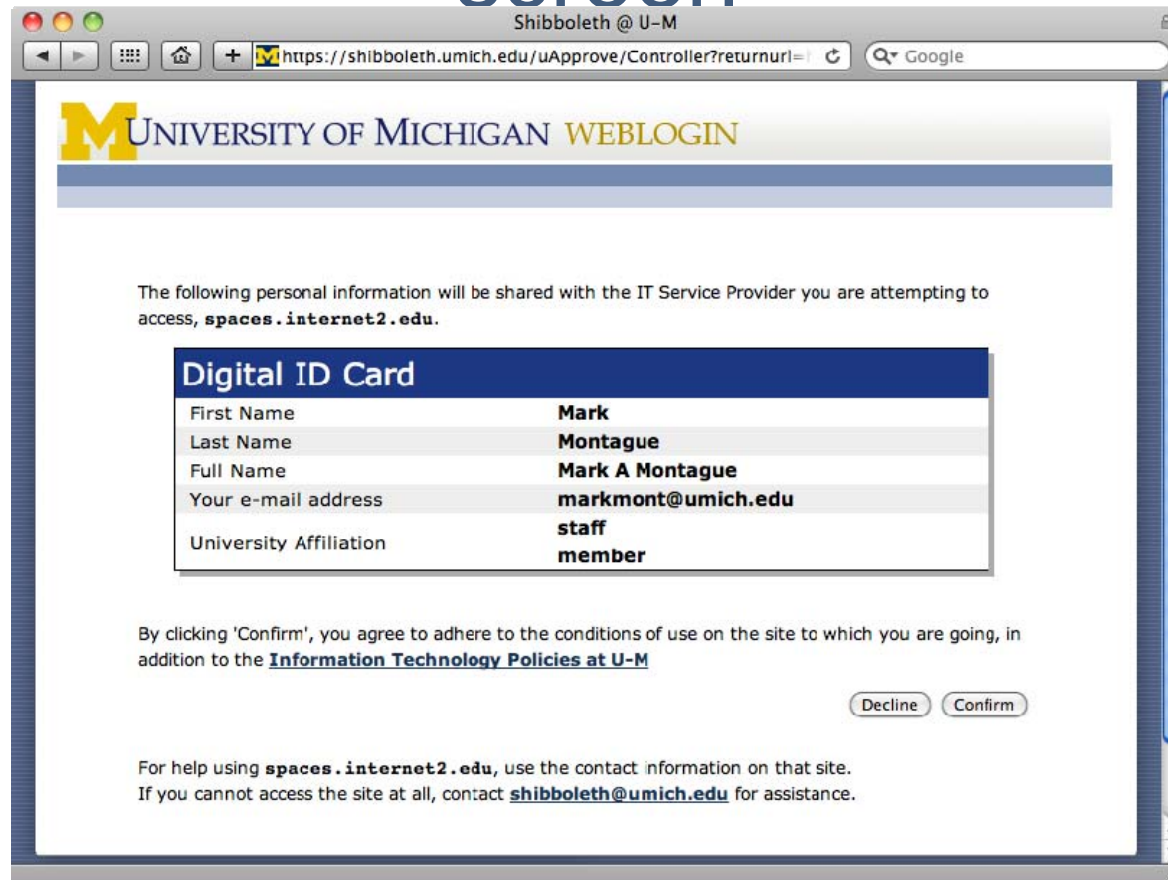 screen
Shibboleth @ U-M
https://shibboleth.umich.edu/uApprove/Controller?returnurl=
Google
UNIVERSITY OF MICHIGAN WEBLOGIN
The following personal information will be shared with the IT Service Provider you are attempting to
access, spaces.internet2.edu.
Digital ID Card
First Name Mark
Last Name Montague
Full Name Mark A Montague
Your e-mail address markmont@umich.edu
University Affiliation staff
member
By clicking 'Confirm', you agree to adhere to the conditions of use on the site to which you are going, in
addition to the Information Technology Policies at U-M
Decline Confirm
For help using spaces.internet2.edu, use the contact information on that site.
If you cannot access the site at all, contact shibboleth@umich.edu for assistance.